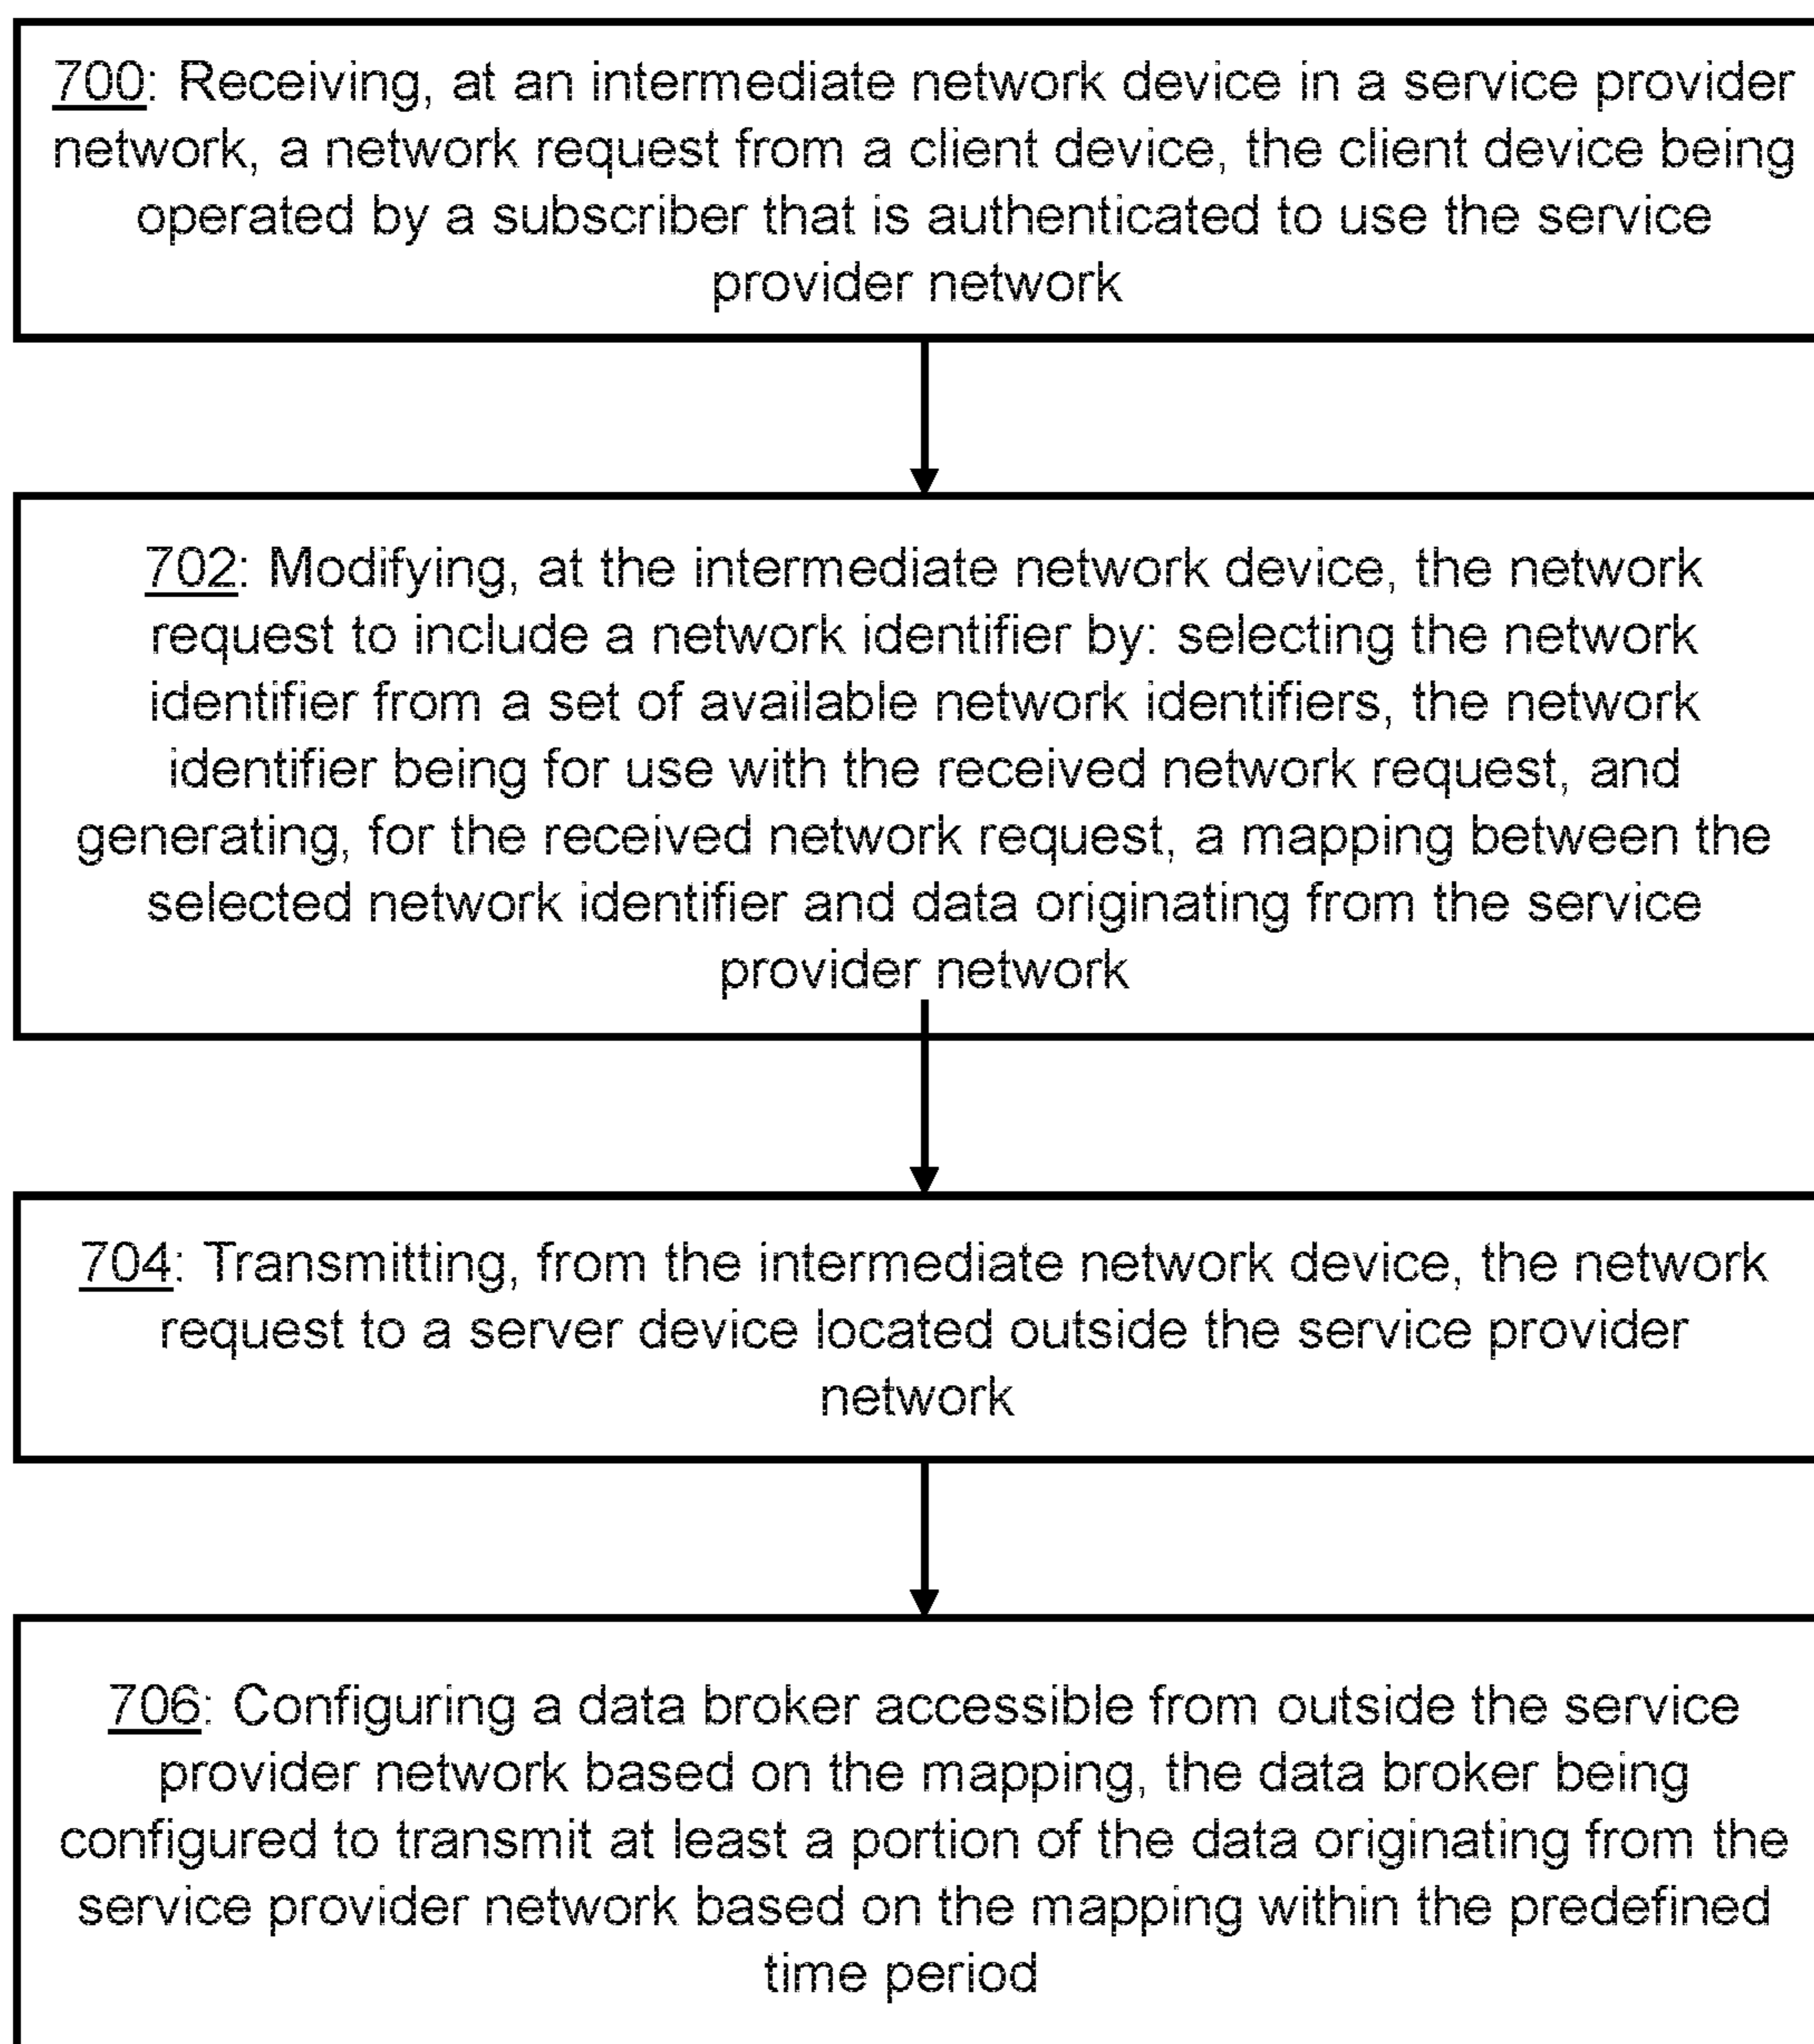 700: Receiving, at an intermediate network device in a service provider
network, a network request from a client device, the client device being
operated by a subscriber that is authenticated to use the service
provider network
702: Modifying, at the intermediate network device, the network
request to include a network identifier by: selecting the network
identifier from a set of available network identifiers, the network
identifier being for use with the received network request, and
generating, for the received network request, a mapping between the
selected network identifier and data originating from the service
provider network
704: Transmitting, from the intermediate network device, the network
request to a server device located outside the service provider
network
706: Configuring a data broker accessible from outside the service
provider network based on the mapping, the data broker being
configured to transmit at least a portion of the data originating from the
service provider network based on the mapping within the predefined
time period